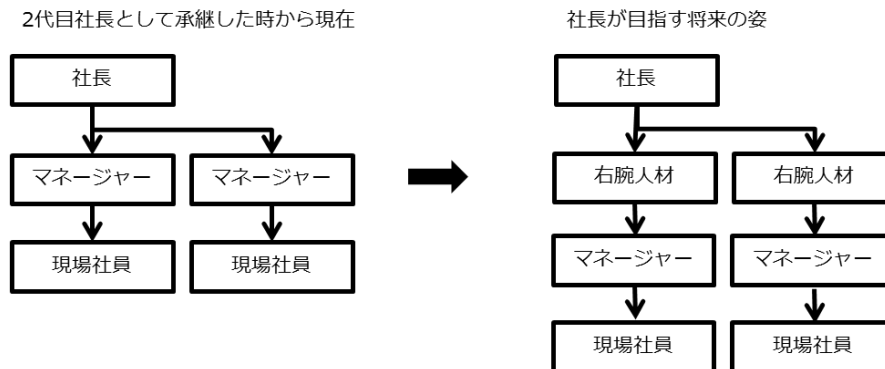 2代目社長として承継した時から現在
社長が目指す将来の姿
社長
マネージャー
マネージャー
現場社員
現場社員
社長
右腕人材
右腕人材
マネージャー
マネージャー
現場社員
現場社員